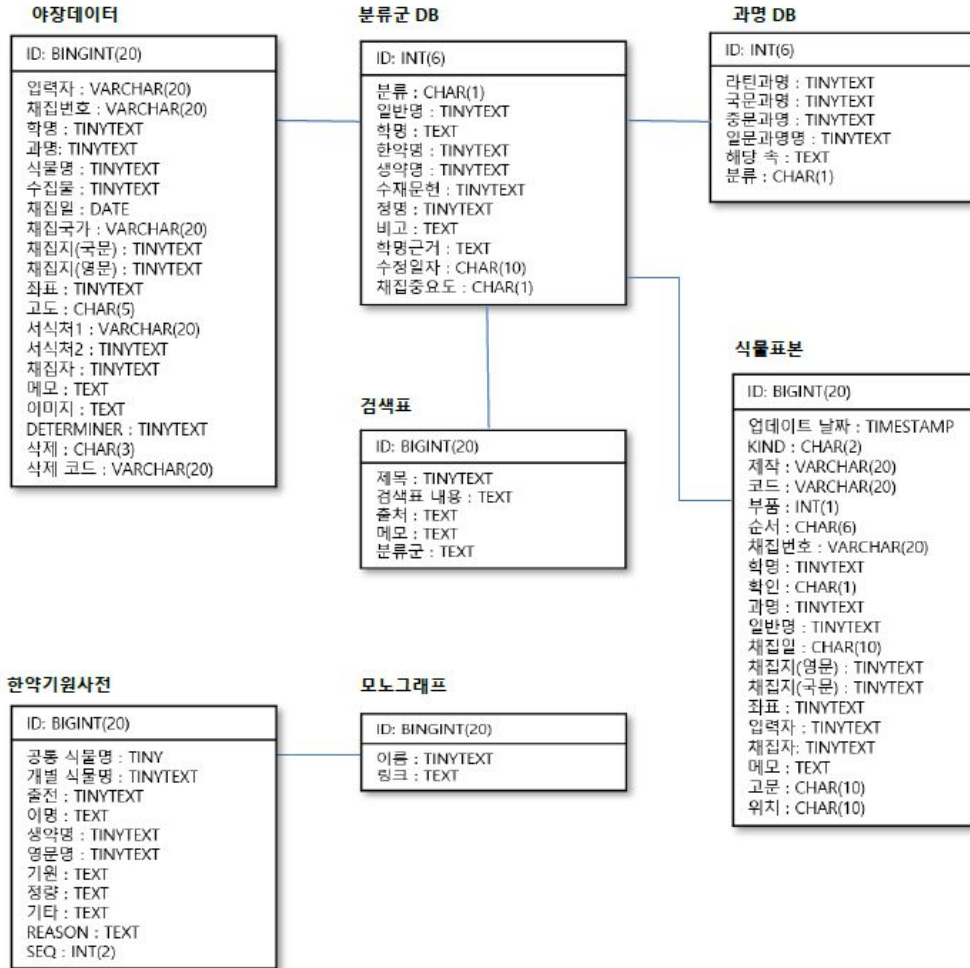 야장데이터
ID: BINGINT(20)
입력자 : VARCHAR(20)
채집번호 : VARCHAR(20)
학명 : TINYTEXT
과명: TINYTEXT
식물명 : TINYTEXT
수집물 : TINYTEXT
채집일 : DATE
채집국가 : VARCHAR(20)
채집지(국문) : TINYTEXT
채집지(영문) : TINYTEXT
좌표 : TINYTEXT
고도 : CHAR(5)
서식처1 : VARCHAR(20)
서식처2 : TINYTEXT
채집자 : TINYTEXT
메모 : TEXT
이미지 : TEXT
DETERMINER : TINYTEXT
삭제 : CHAR(3)
삭제 코드 : VARCHAR(20)
분류군 DB
ID: INT(6)
분류 : CHAR(1)
일반명 : TINYTEXT
학명 : TEXT
한약명 : TINYTEXT
생약명 : TINYTEXT
수재문헌 : TINYTEXT
정명 : TINYTEXT
비고 : TEXT
학명근거 : TEXT
수정일자 : CHAR(10)
채집중요도 : CHAR(1)
과명 DB
ID: INT(6)
라틴과명 : TINYTEXT
국문과명 : TINYTEXT
중문과명 : TINYTEXT
일문과명명 : TINYTEXT
해당 속 : TEXT
분류 : CHAR(1)
검색표
ID: BIGINT(20)
제목 : TINYTEXT
검색표 내용 : TEXT
출처 : TEXT
메모 : TEXT
분류군 : TEXT
식물표본
ID: BIGINT(20)
업데이트 날짜 : TIMESTAMP
KIND : CHAR(2)
제작 : VARCHAR(20)
코드 : VARCHAR(20)
부품 : INT(1)
순서 : CHAR(6)
채집번호 : VARCHAR(20)
학명 : TINYTEXT
확인 : CHAR(1)
과명 : TINYTEXT
일반명 : TINYTEXT
채집일 : CHAR(10)
채집지(영문) : TINYTEXT
채집지(국문) : TINYTEXT
좌표 : TINYTEXT
입력자 : TINYTEXT
채집자: TINYTEXT
메모 : TEXT
고문 : CHAR(10)
위치 : CHAR(10)
한약기원사전
ID: BIGINT(20)
공통 식물명 : TINY
개별 식물명 : TINYTEXT
출전 : TINYTEXT
이명 : TEXT
생약명 : TINYTEXT
영문명 : TINYTEXT
기원 : TEXT
정량 : TEXT
기타 : TEXT
REASON : TEXT
SEQ : INT(2)
모노그래프
ID: BINGINT(20)
이름 : TINYTEXT
링크 : TEXT